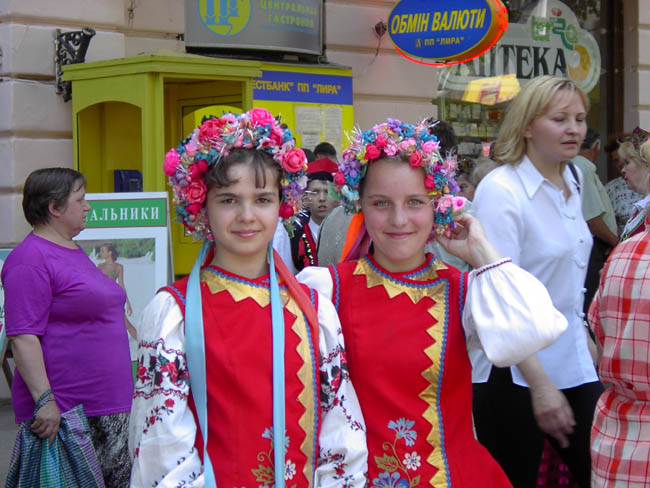 ЦЕНТРАЛЬНИЙ
ГАСТРОНОМ
ОБМІН ВАЛЮТИ
ПП "ЛИРА"
АПТЕКА
ЕСТБАНК" ПП "ЛИРА"
АЛЬНИКИ